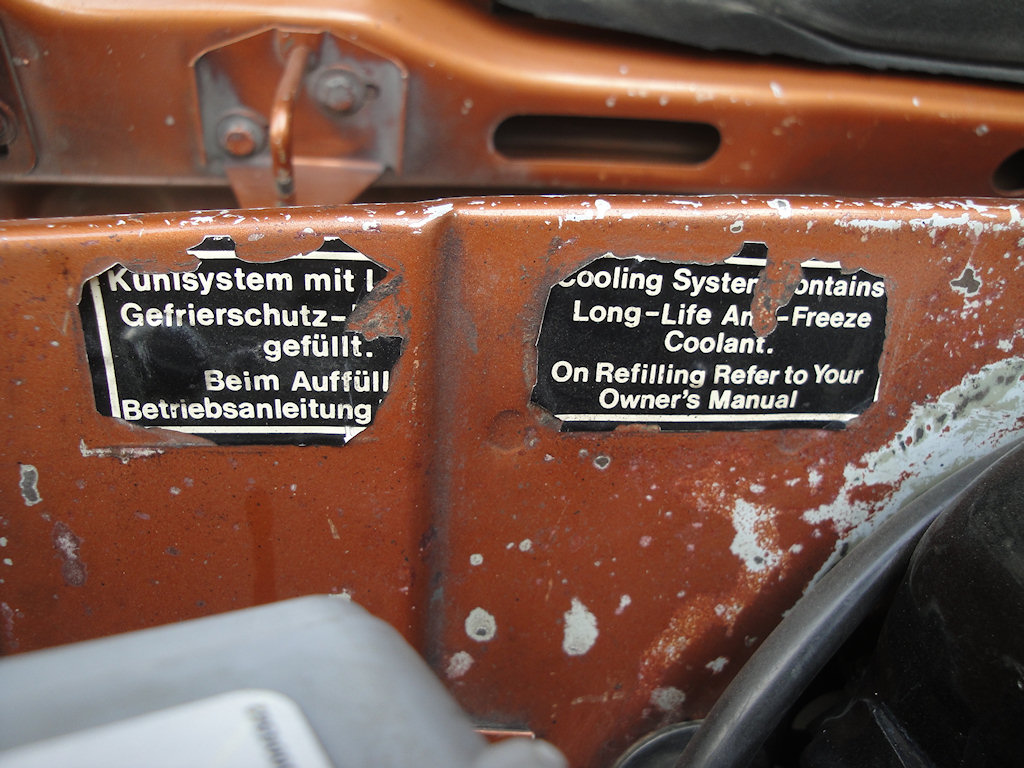 Kühlsystem mit
Gefrierschutz-
gefüllt.
Beim Auffüll
Betriebsanleitung
Cooling System Contains
Long-Life Anti-Freeze
Coolant.
On Refilling Refer to Your
Owner's Manual